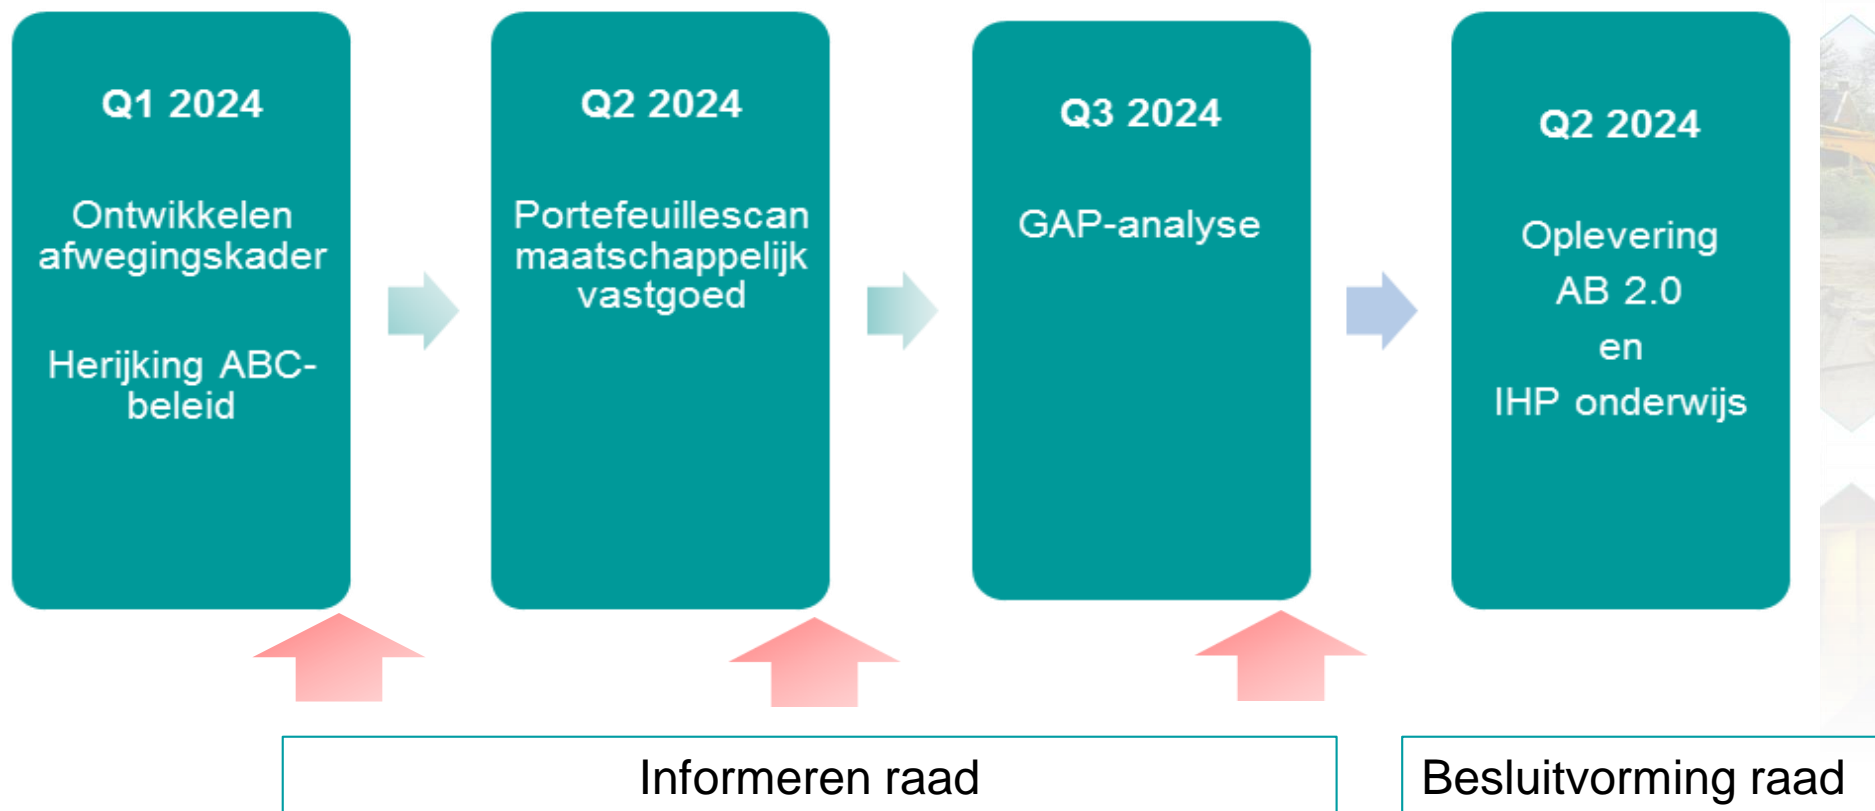 Q1 2024
Ontwikkelen
afwegingskader
Herijking ABC-
beleid
Q2 2024
Portefeuillescan
maatschappelijk
vastgoed
Q3 2024
GAP-analyse
Q2 2024
Oplevering
AB 2.0
en
IHP onderwijs
Informeren raad
Besluitvorming raad